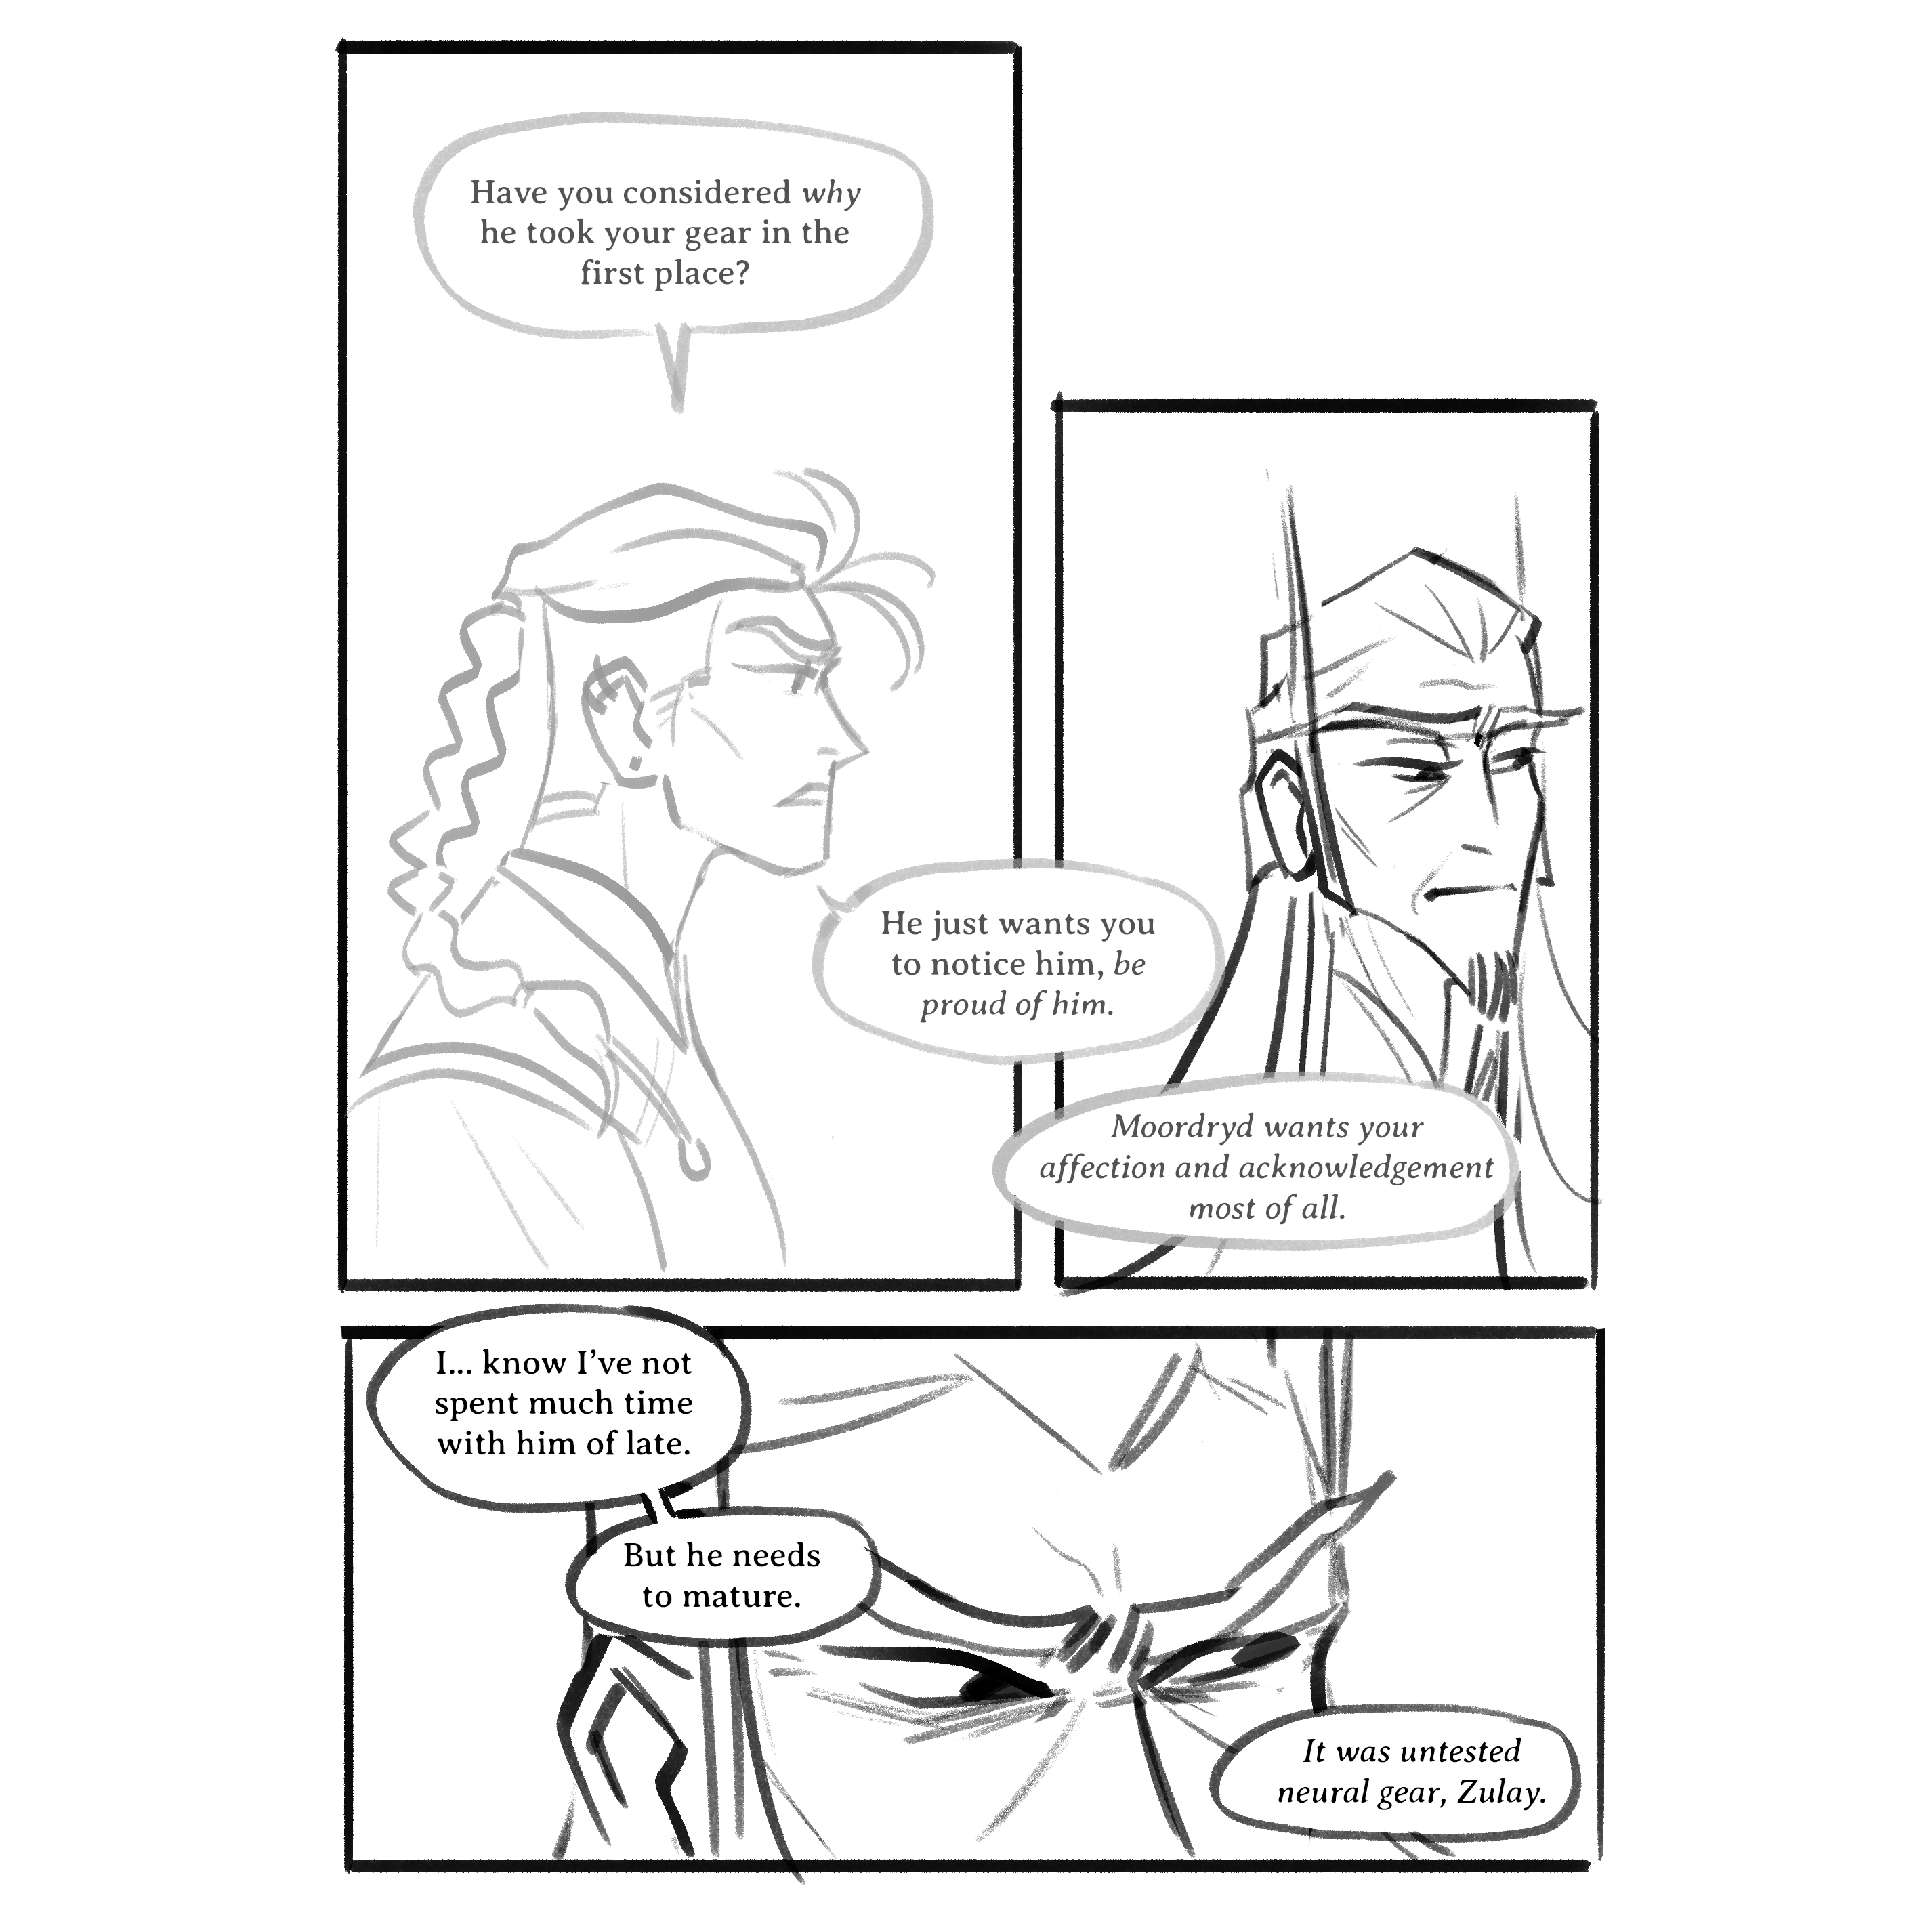 Have you considered why
he took your gear in the
first place?
He just wants you
to notice him, be
proud of him.
Moordryd wants your
affection and acknowledgement
most of all.
I... know I've not
spent much time
with him of late.
But he needs
to mature.
It was untested
neural gear, Zulay.